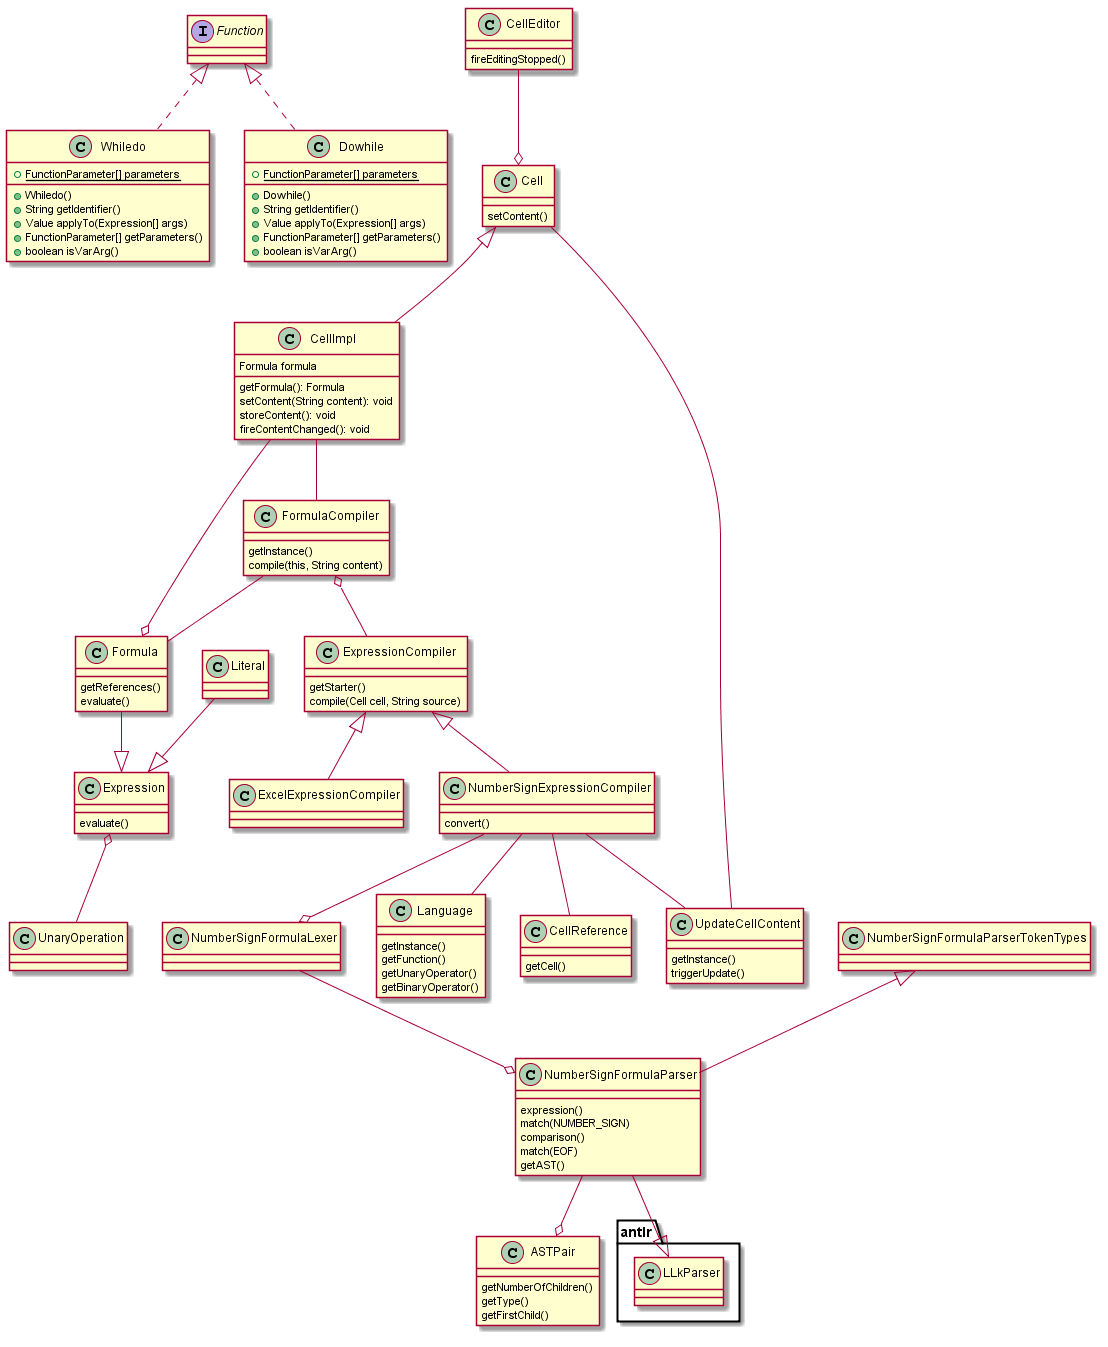 Function
CellEditor
fireEditingStopped()
Whiledo
FunctionParameter[] parameters
Whiledo()
String getIdentifier()
Value applyTo(Expression[] args)
FunctionParameter[] getParameters()
boolean isVarArg()
Dowhile
FunctionParameter[] parameters
Dowhile()
String getIdentifier()
Value applyTo(Expression[] args)
FunctionParameter[] getParameters()
boolean isVarArg()
Cell
setContent()
CellImpl
Formula formula
getFormula(): Formula
setContent(String content): void
storeContent(): void
fireContentChanged(): void
FormulaCompiler
getInstance()
compile(this, String content)
Formula
getReferences()
evaluate()
Literal
ExpressionCompiler
getStarter()
compile(Cell cell, String source)
Expression
evaluate()
ExcelExpressionCompiler
NumberSignExpressionCompiler
convert()
UnaryOperation
NumberSignFormulaLexer
Language
getInstance()
getFunction()
getUnaryOperator()
getBinaryOperator()
CellReference
getCell()
UpdateCellContent
getInstance()
triggerUpdate()
NumberSignFormulaParserTokenTypes
NumberSignFormulaParser
expression()
match(NUMBER_SIGN)
comparison()
match(EOF)
getAST()
ASTPair
getNumberOfChildren()
getType()
getFirstChild()
antlr
LLkParser